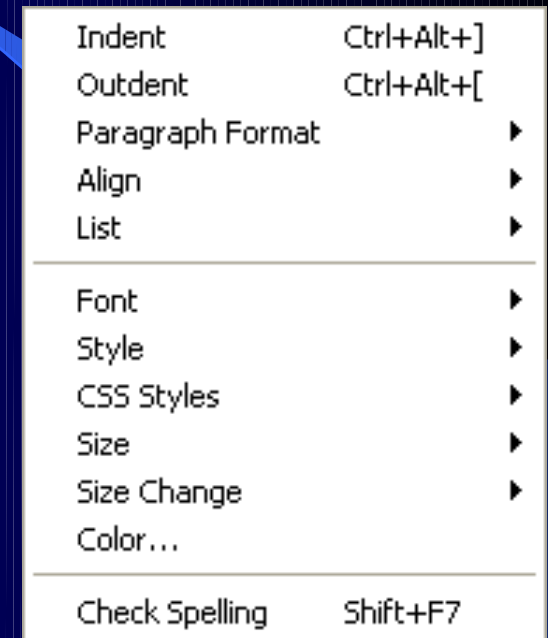 Indent Ctrl+Alt+]
Outdent Ctrl+Alt+[
Paragraph Format
Align
List
Font
Style
CSS Styles
Size
Size Change
Color...
Check Spelling Shift+F7